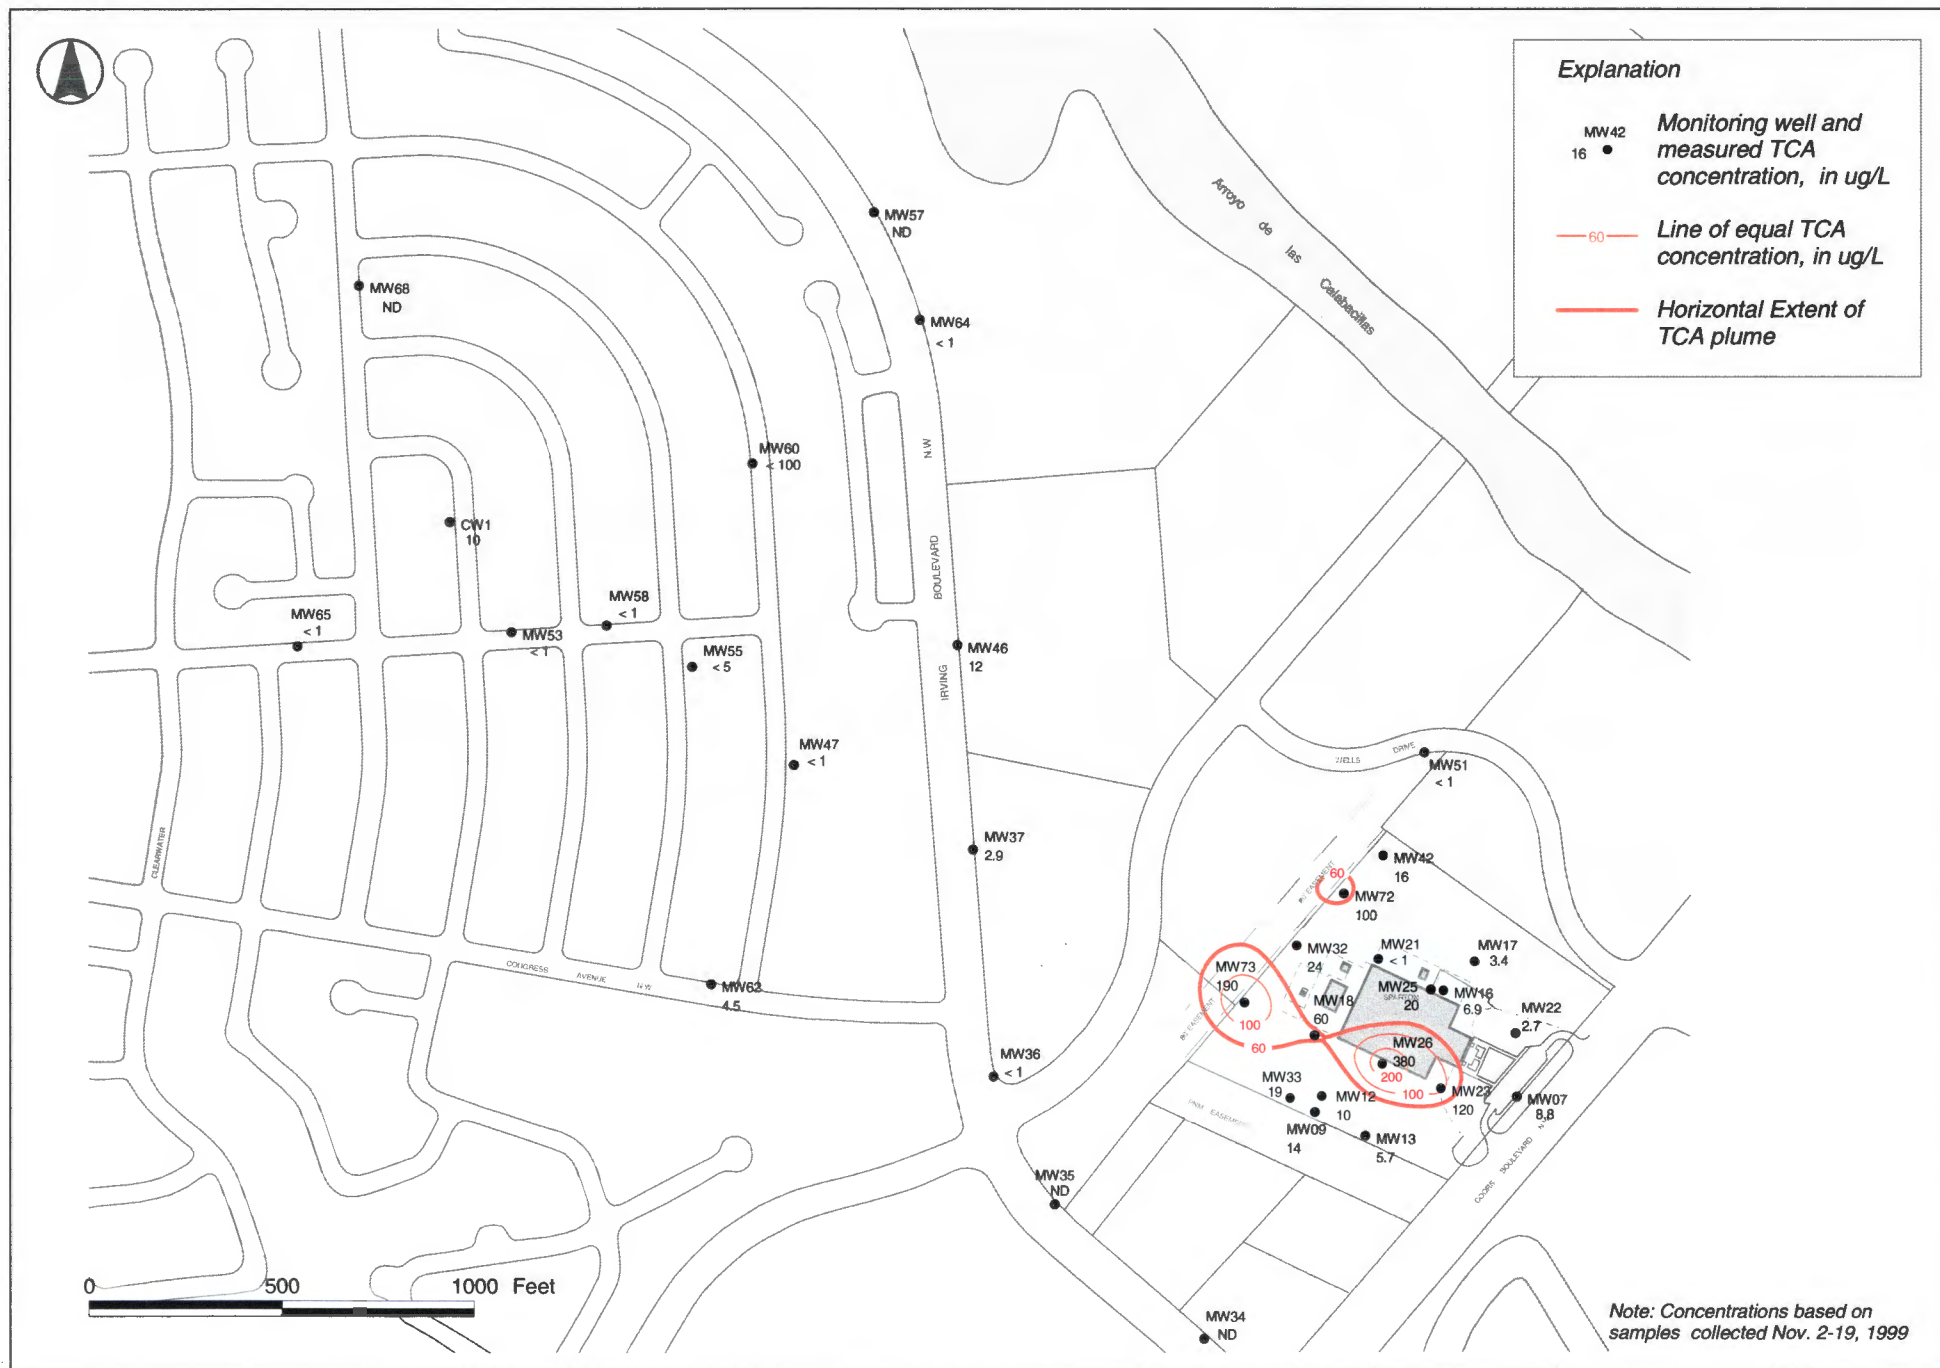 Explanation
MW42
16
Monitoring well and
measured TCA
concentration, in ug/L
60
Line of equal TCA
concentration, in ug/L
Horizontal Extent of
TCA plume
Arroyo de las Calabacillas
MW57
ND
MW68
ND
MW64
< 1
N.W
MW60
< 100
CW1
10
BOULEVARD
MW58
< 1
MW65
< 1
MW53
< 1
MW55
< 5
MW46
12
IRVING
MW47
< 1
WELLS DRIVE
MW51
< 1
CLEARWATER
MW37
2.9
MW42
16
60
EASEMENT
MW72
100
MW32
24
MW21
< 1
MW17
3.4
CONGRESS AVENUE N.W
MW63
4.5
MW73
190
MW25
20
SPARTON
MW16
6.9
MW18
60
MW22
2.7
EASEMENT
100
60
MW26
380
200
100
MW36
< 1
MW33
19
MW12
10
MW23
120
MW07
8.8
PNM EASEMENT
MW09
14
MW13
5.7
COORS BOULEVARD N.W
MW35
ND
0 500 1000 Feet
MW34
ND
Note: Concentrations based on
samples collected Nov. 2-19, 1999